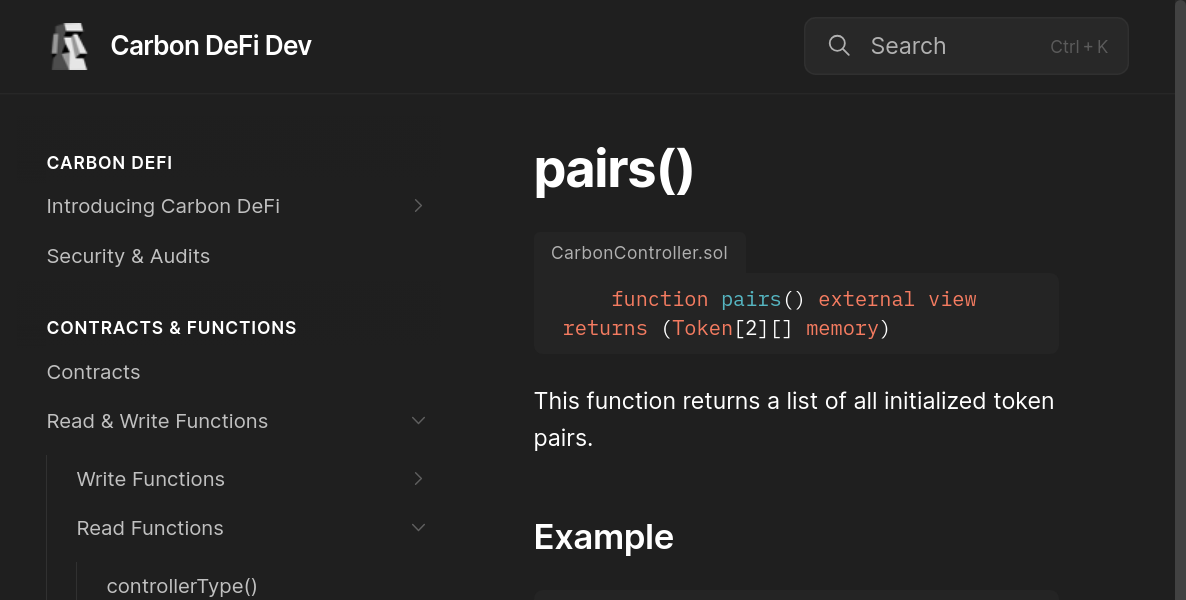 Carbon DeFi Dev
Search
Ctrl + K
CARBON DEFI
Introducing Carbon DeFi
Security & Audits
CONTRACTS & FUNCTIONS
Contracts
Read & Write Functions
Write Functions
Read Functions
controllerType()
pairs()
CarbonController.sol
function pairs() external view
returns (Token[2][] memory)
This function returns a list of all initialized token
pairs.
Example